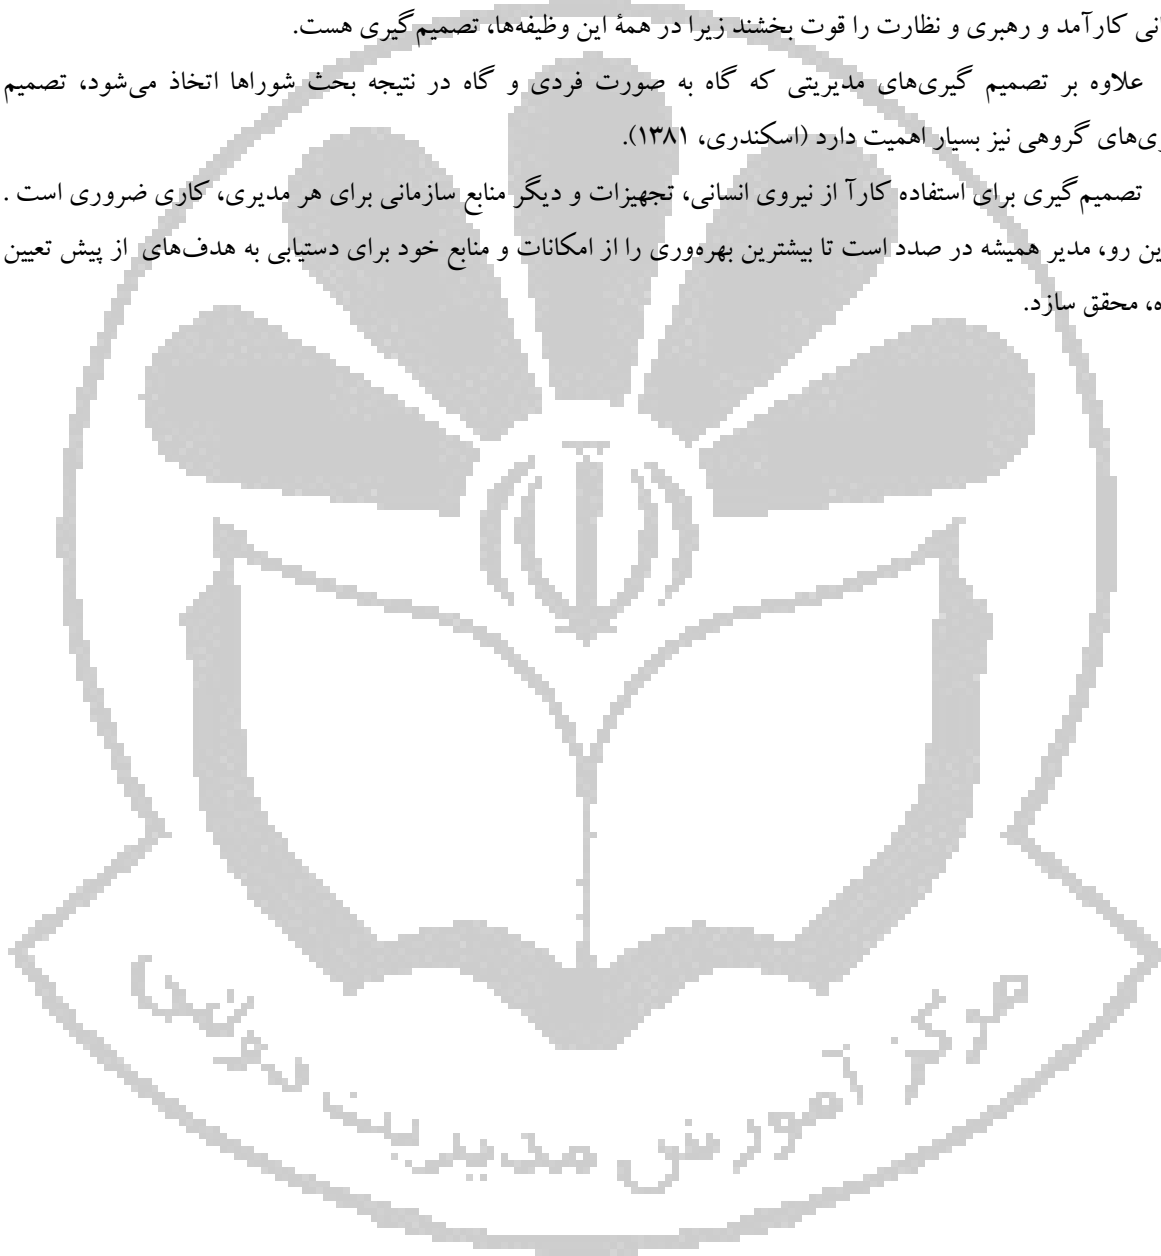 انی کارآمد و رهبری و نظارت را قوت بخشند زیرا در همهٔ این وظیفه‌ها، تصمیم‌گیری هست.
علاوه بر تصمیم گیری‌های مدیریتی که گاه به صورت فردی و گاه در نتیجه بحث شوراها اتخاذ می‌شود، تصمیم
ی‌های گروهی نیز بسیار اهمیت دارد (اسکندری، ۱۳۸۱).
تصمیم‌گیری برای استفاده کارآ از نیروی انسانی، تجهیزات و دیگر منابع سازمانی برای هر مدیری، کاری ضروری است .
ین رو، مدیر همیشه در صدد است تا بیشترین بهره‌وری را از امکانات و منابع خود برای دستیابی به هدف‌های از پیش تعیین
ه، محقق سازد.
مرکز آموزش مدیریت دولتی